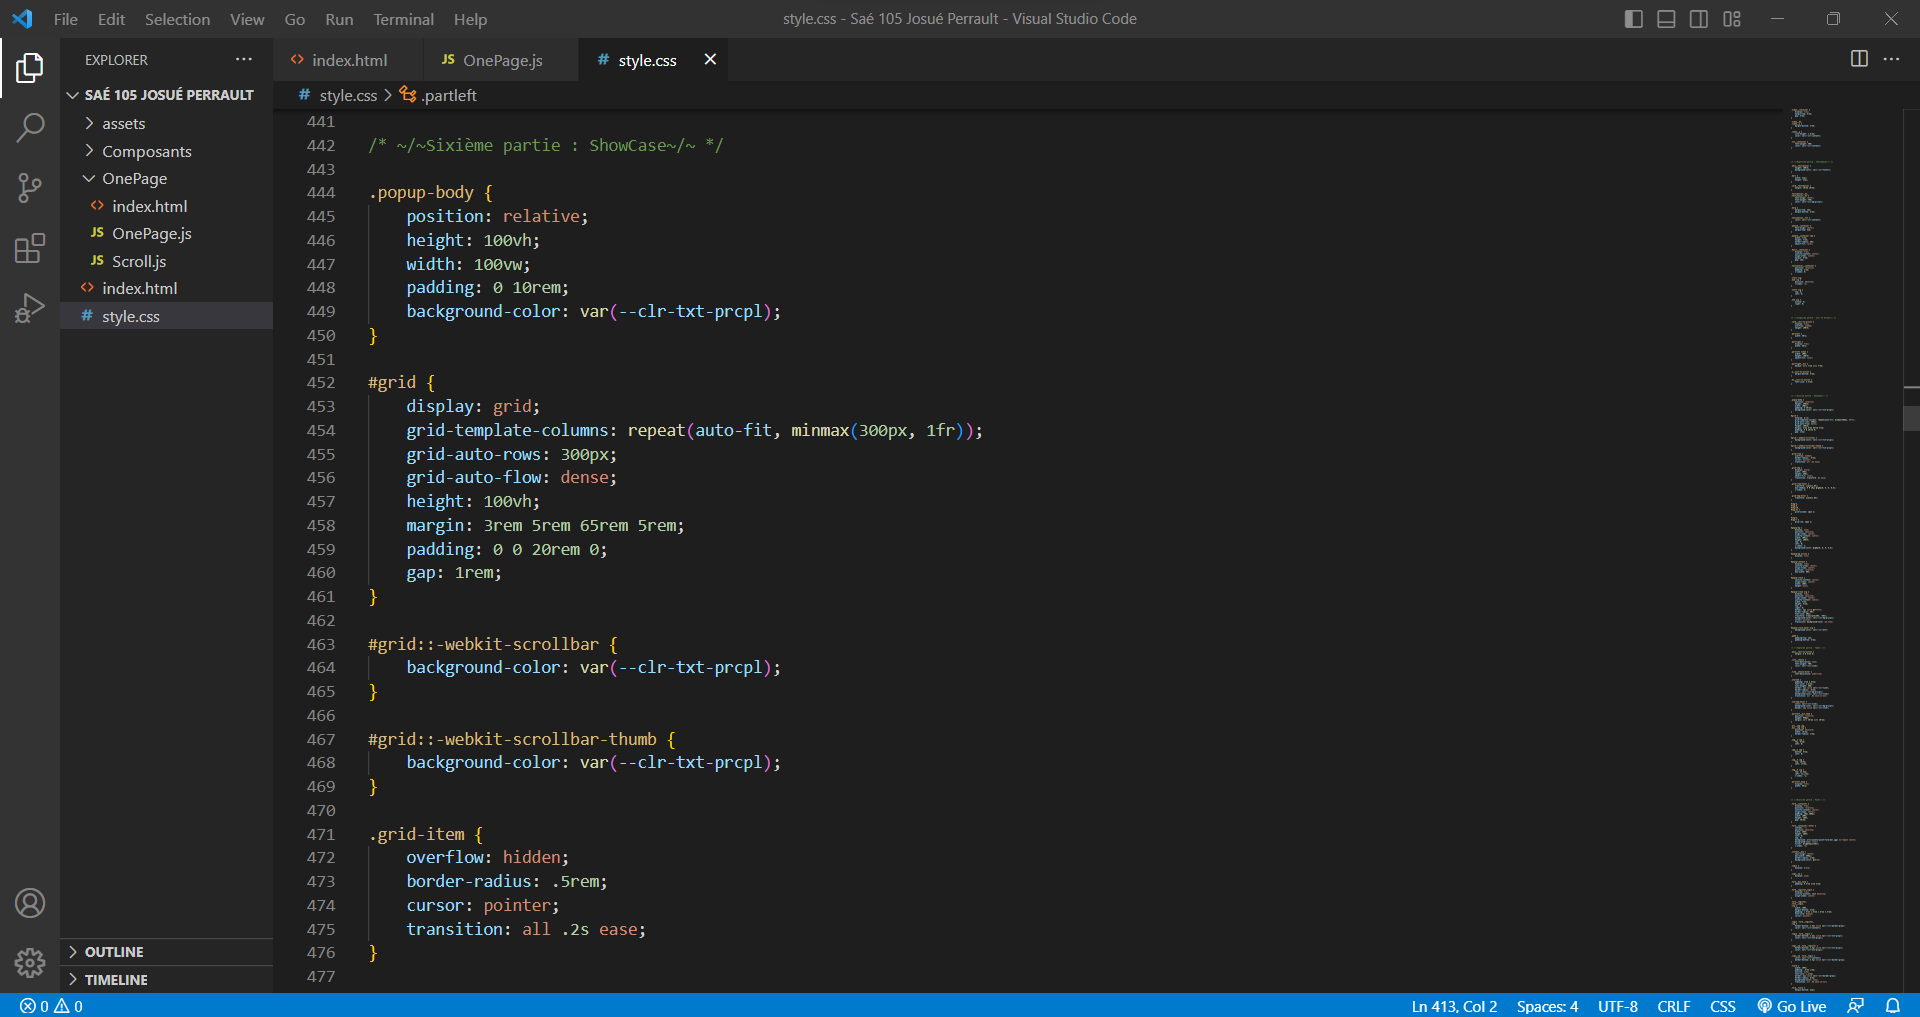 File Edit Selection View Go Run Terminal Help
style.css - Saé 105 Josué Perrault - Visual Studio Code
EXPLORER
SAÉ 105 JOSUÉ PERRAULT
assets
Composants
OnePage
index.html
JS OnePage.js
JS Scroll.js
index.html
# style.css
OUTLINE
TIMELINE
index.html
JS OnePage.js
# style.css
# style.css > .partleft
441
442 /* ~/~Sixième partie : ShowCase~/~ */
443
444 .popup-body {
445 position: relative;
446 height: 100vh;
447 width: 100vw;
448 padding: 0 10rem;
449 background-color: var(--clr-txt-prcpl);
450 }
451
452 #grid {
453 display: grid;
454 grid-template-columns: repeat(auto-fit, minmax(300px, 1fr));
455 grid-auto-rows: 300px;
456 grid-auto-flow: dense;
457 height: 100vh;
458 margin: 3rem 5rem 65rem 5rem;
459 padding: 0 0 20rem 0;
460 gap: 1rem;
461 }
462
463 #grid::-webkit-scrollbar {
464 background-color: var(--clr-txt-prcpl);
465 }
466
467 #grid::-webkit-scrollbar-thumb {
468 background-color: var(--clr-txt-prcpl);
469 }
470
471 .grid-item {
472 overflow: hidden;
473 border-radius: .5rem;
474 cursor: pointer;
475 transition: all .2s ease;
476 }
477
0 0
Ln 413, Col 2 Spaces: 4 UTF-8 CRLF CSS Go Live